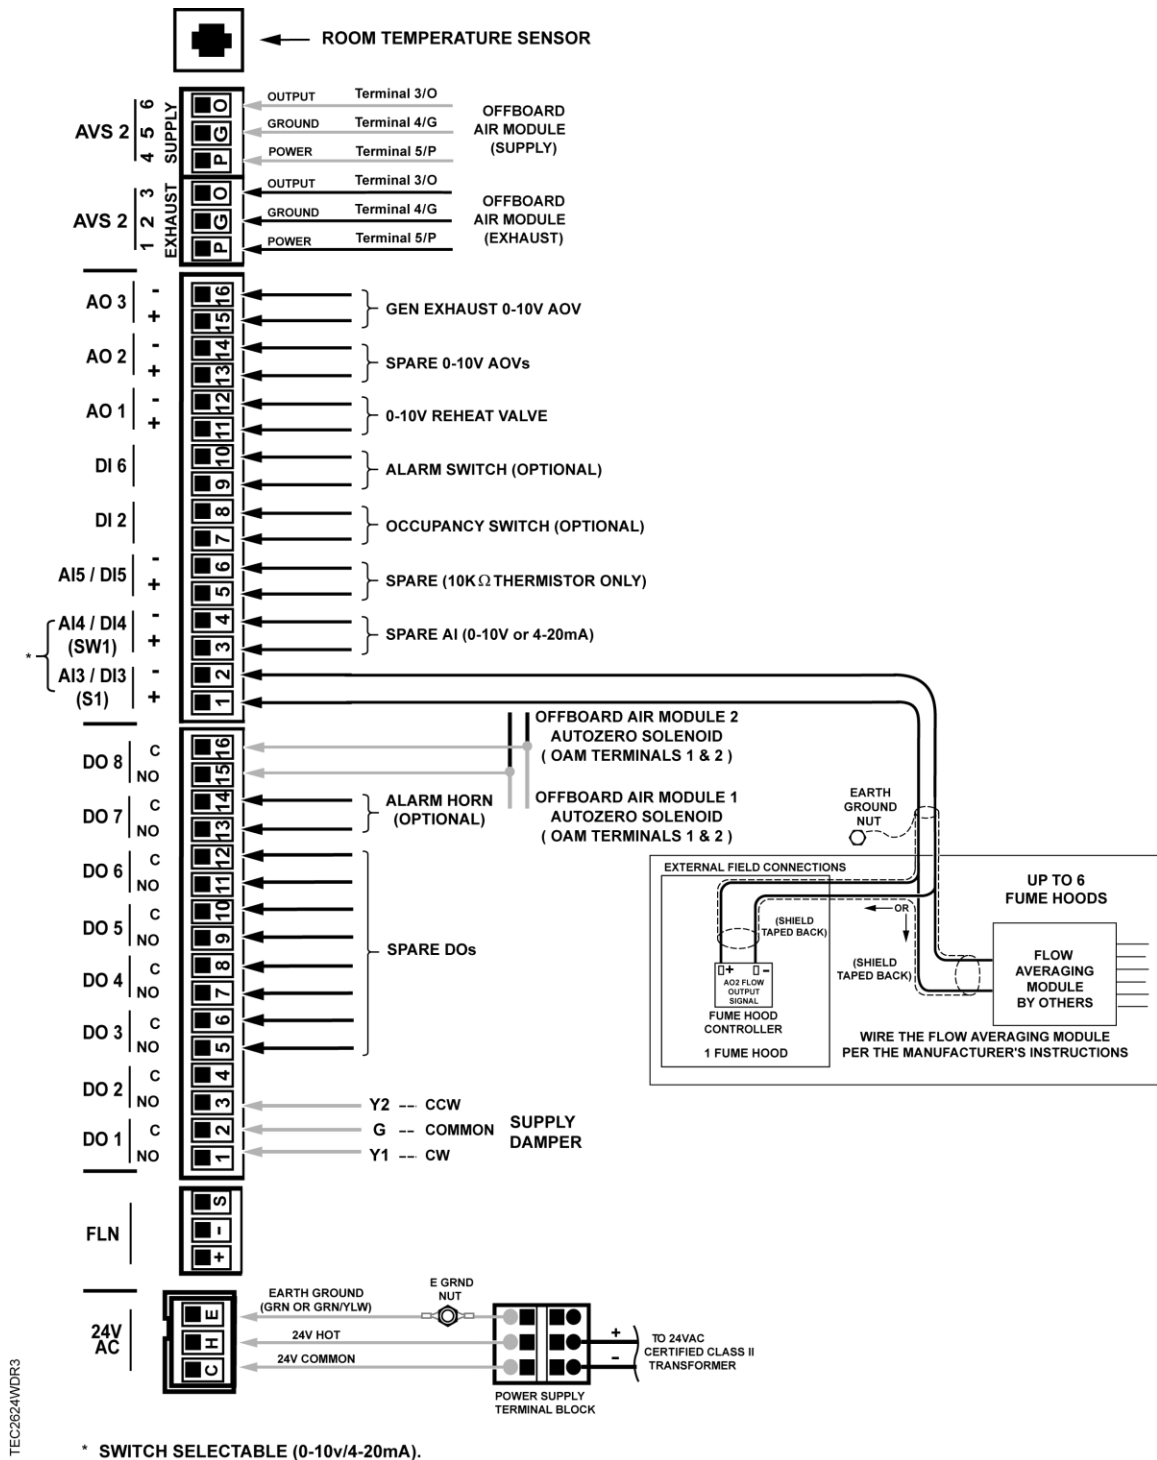 ROOM TEMPERATURE SENSOR
AVS 2
4 5 6
SUPPLY
O
G
P
OUTPUT Terminal 3/O
GROUND Terminal 4/G
POWER Terminal 5/P
OFFBOARD
AIR MODULE
(SUPPLY)
AVS 2
1 2 3
EXHAUST
O
G
P
OUTPUT Terminal 3/O
GROUND Terminal 4/G
POWER Terminal 5/P
OFFBOARD
AIR MODULE
(EXHAUST)
AO 3 - 16
+ 15
GEN EXHAUST 0-10V AOV
AO 2 - 14
+ 13
SPARE 0-10V AOVs
AO 1 - 12
+ 11
0-10V REHEAT VALVE
DI 6 10
9
ALARM SWITCH (OPTIONAL)
DI 2 8
7
OCCUPANCY SWITCH (OPTIONAL)
AI5 / DI5 - 6
+ 5
SPARE (10K Ω THERMISTOR ONLY)
* AI4 / DI4 - 4
(SW1) + 3
SPARE AI (0-10V or 4-20mA)
AI3 / DI3 - 2
(S1) + 1
OFFBOARD AIR MODULE 2
AUTOZERO SOLENOID
( OAM TERMINALS 1 & 2 )
DO 8 C 16
NO 15
OFFBOARD AIR MODULE 1
AUTOZERO SOLENOID
( OAM TERMINALS 1 & 2 )
DO 7 C 14
NO 13
ALARM HORN
(OPTIONAL)
DO 6 C 12
NO 11
DO 5 C 10
NO 9
SPARE DOs
DO 4 C 8
NO 7
DO 3 C 6
NO 5
DO 2 C 4
NO 3
DO 1 C 2
NO 1
Y2 --- CCW
G -- COMMON
Y1 --- CW
SUPPLY
DAMPER
EARTH
GROUND
NUT
EXTERNAL FIELD CONNECTIONS
(SHIELD
TAPED BACK)
+ -
AO2 FLOW
OUTPUT
SIGNAL
FUME HOOD
CONTROLLER
1 FUME HOOD
OR
(SHIELD
TAPED BACK)
UP TO 6
FUME HOODS
FLOW
AVERAGING
MODULE
BY OTHERS
WIRE THE FLOW AVERAGING MODULE
PER THE MANUFACTURER'S INSTRUCTIONS
FLN
S
-
+
24V
AC
E
H
C
EARTH GROUND
(GRN OR GRN/YLW)
24V HOT
24V COMMON
E GRND
NUT
POWER SUPPLY
TERMINAL BLOCK
+
-
TO 24VAC
CERTIFIED CLASS II
TRANSFORMER
TEC2624WDR3
* SWITCH SELECTABLE (0-10v/4-20mA).